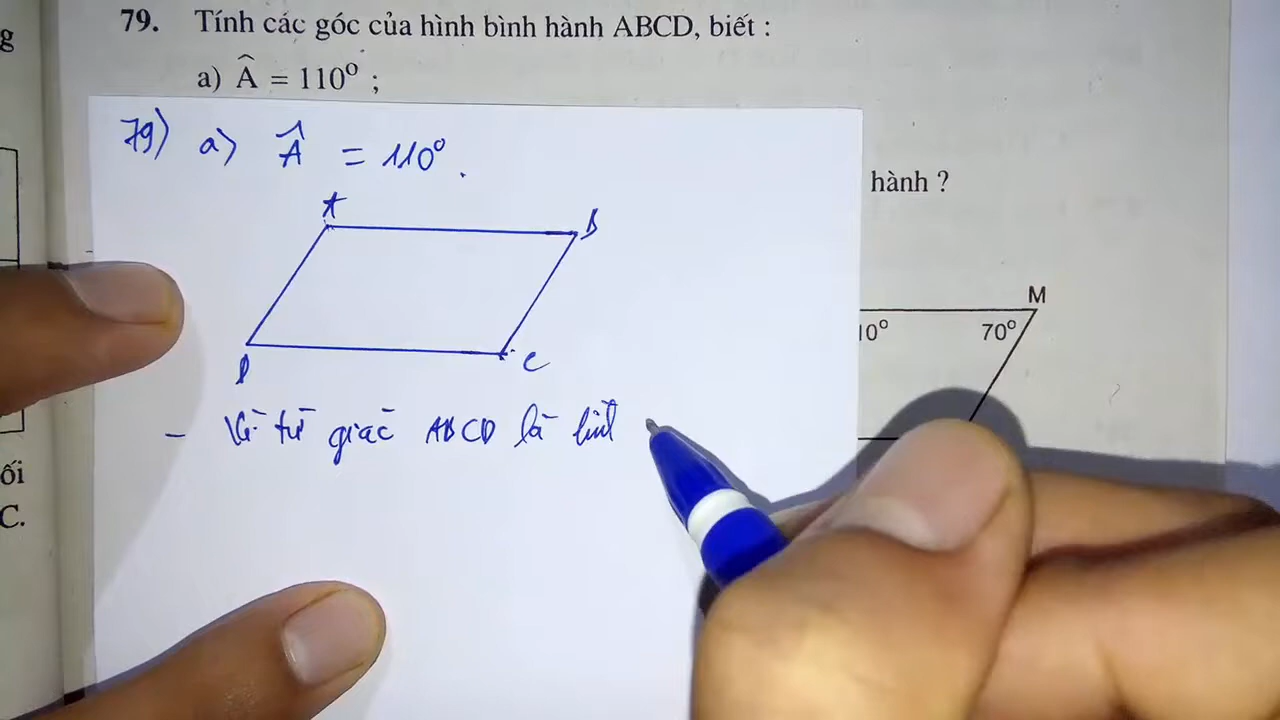 g
79. Tính các góc của hình bình hành ABCD, biết :
a) Â = 110° ;
79) a) Â = 110° .
hành ?
A
B
M
10° 70°
D
C
- Vì tứ giác ABCD là hình
ối
C.